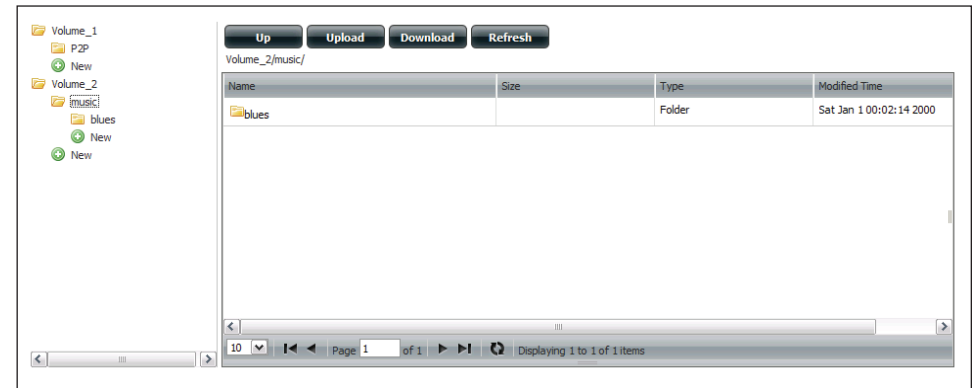 Volume_1
P2P
New
Volume_2
music
blues
New
New
Up Upload Download Refresh
Volume_2/music/
Name Size Type Modified Time
blues Folder Sat Jan 1 00:02:14 2000
10 Page 1 of 1 Displaying 1 to 1 of 1 items